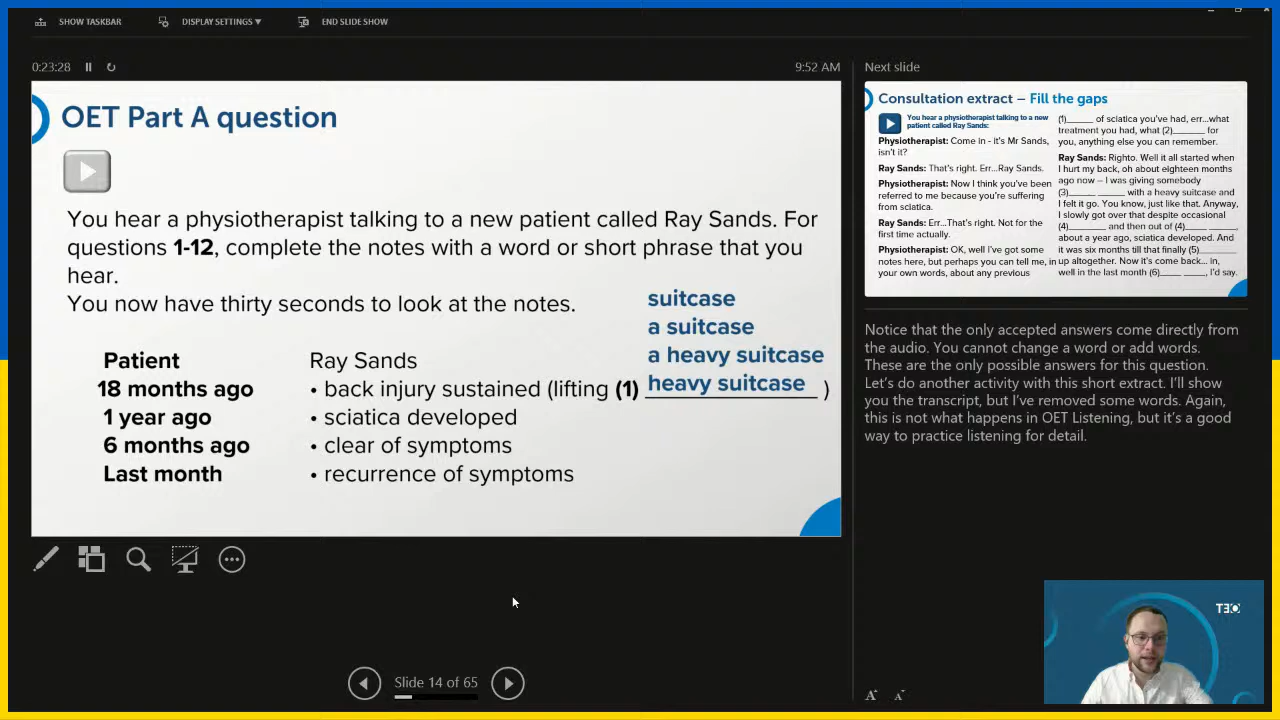 SHOW TASKBAR
DISPLAY SETTINGS ▼
END SLIDE SHOW
0:23:28
9:52 AM
OET Part A question
You hear a physiotherapist talking to a new patient called Ray Sands. For
questions 1-12, complete the notes with a word or short phrase that you
hear.
You now have thirty seconds to look at the notes.
suitcase
a suitcase
a heavy suitcase
heavy suitcase
Patient Ray Sands
18 months ago • back injury sustained (lifting (1) ____________ )
1 year ago • sciatica developed
6 months ago • clear of symptoms
Last month • recurrence of symptoms
Slide 14 of 65
Next slide
Consultation extract – Fill the gaps
You hear a physiotherapist talking to a new
patient called Ray Sands:
Physiotherapist: Come in - it's Mr Sands,
isn't it?
Ray Sands: That's right. Err...Ray Sands.
Physiotherapist: Now I think you've been
referred to me because you're suffering
from sciatica.
Ray Sands: Err...That's right. Not for the
first time actually.
Physiotherapist: OK, well I've got some
notes here, but perhaps you can tell me, in
your own words, about any previous
(1)______ of sciatica you've had, err...what
treatment you had, what (2)_______ for
you, anything else you can remember.
Ray Sands: Righto. Well it all started when
I hurt my back, oh about eighteen months
ago now – I was giving somebody
(3)_____ ______ with a heavy suitcase and
I felt it go. You know, just like that. Anyway,
I slowly got over that despite occasional
(4)______ and then out of (4)____ _____,
about a year ago, sciatica developed. And
it was six months till that finally (5)________
up altogether. Now it's come back... in,
well in the last month (6)____ _____, I'd say.
Notice that the only accepted answers come directly from
the audio. You cannot change a word or add words.
These are the only possible answers for this question.
Let's do another activity with this short extract. I'll show
you the transcript, but I've removed some words. Again,
this is not what happens in OET Listening, but it's a good
way to practice listening for detail.
A A